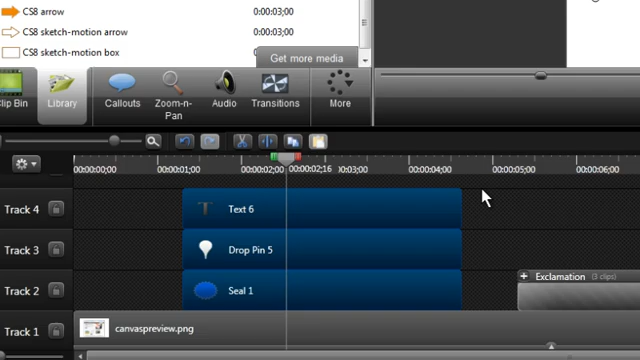 CS8 arrow 0:00:03;00
CS8 sketch-motion arrow 0:00:03;00
CS8 sketch-motion box 0:00:03;00
Get more media
Clip Bin
Library
Callouts
Zoom-n-
Pan
Audio
Transitions
More
00:00:00;00 00:00:01;00 00:00:02;00 00:00:02;16 00:00:04;00 00:00:05;00 00:00:06;00
Track 4 Text 6
Track 3 Drop Pin 5
Track 2 Seal 1 + Exclamation (3 clips)
Track 1 canvaspreview.png